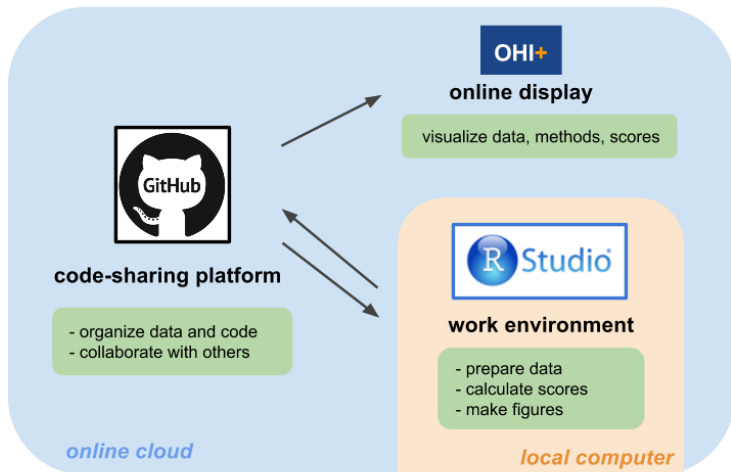 OHI+
online display
visualize data, methods, scores
GitHub
code-sharing platform
- organize data and code
- collaborate with others
R Studio
work environment
- prepare data
- calculate scores
- make figures
online cloud
local computer